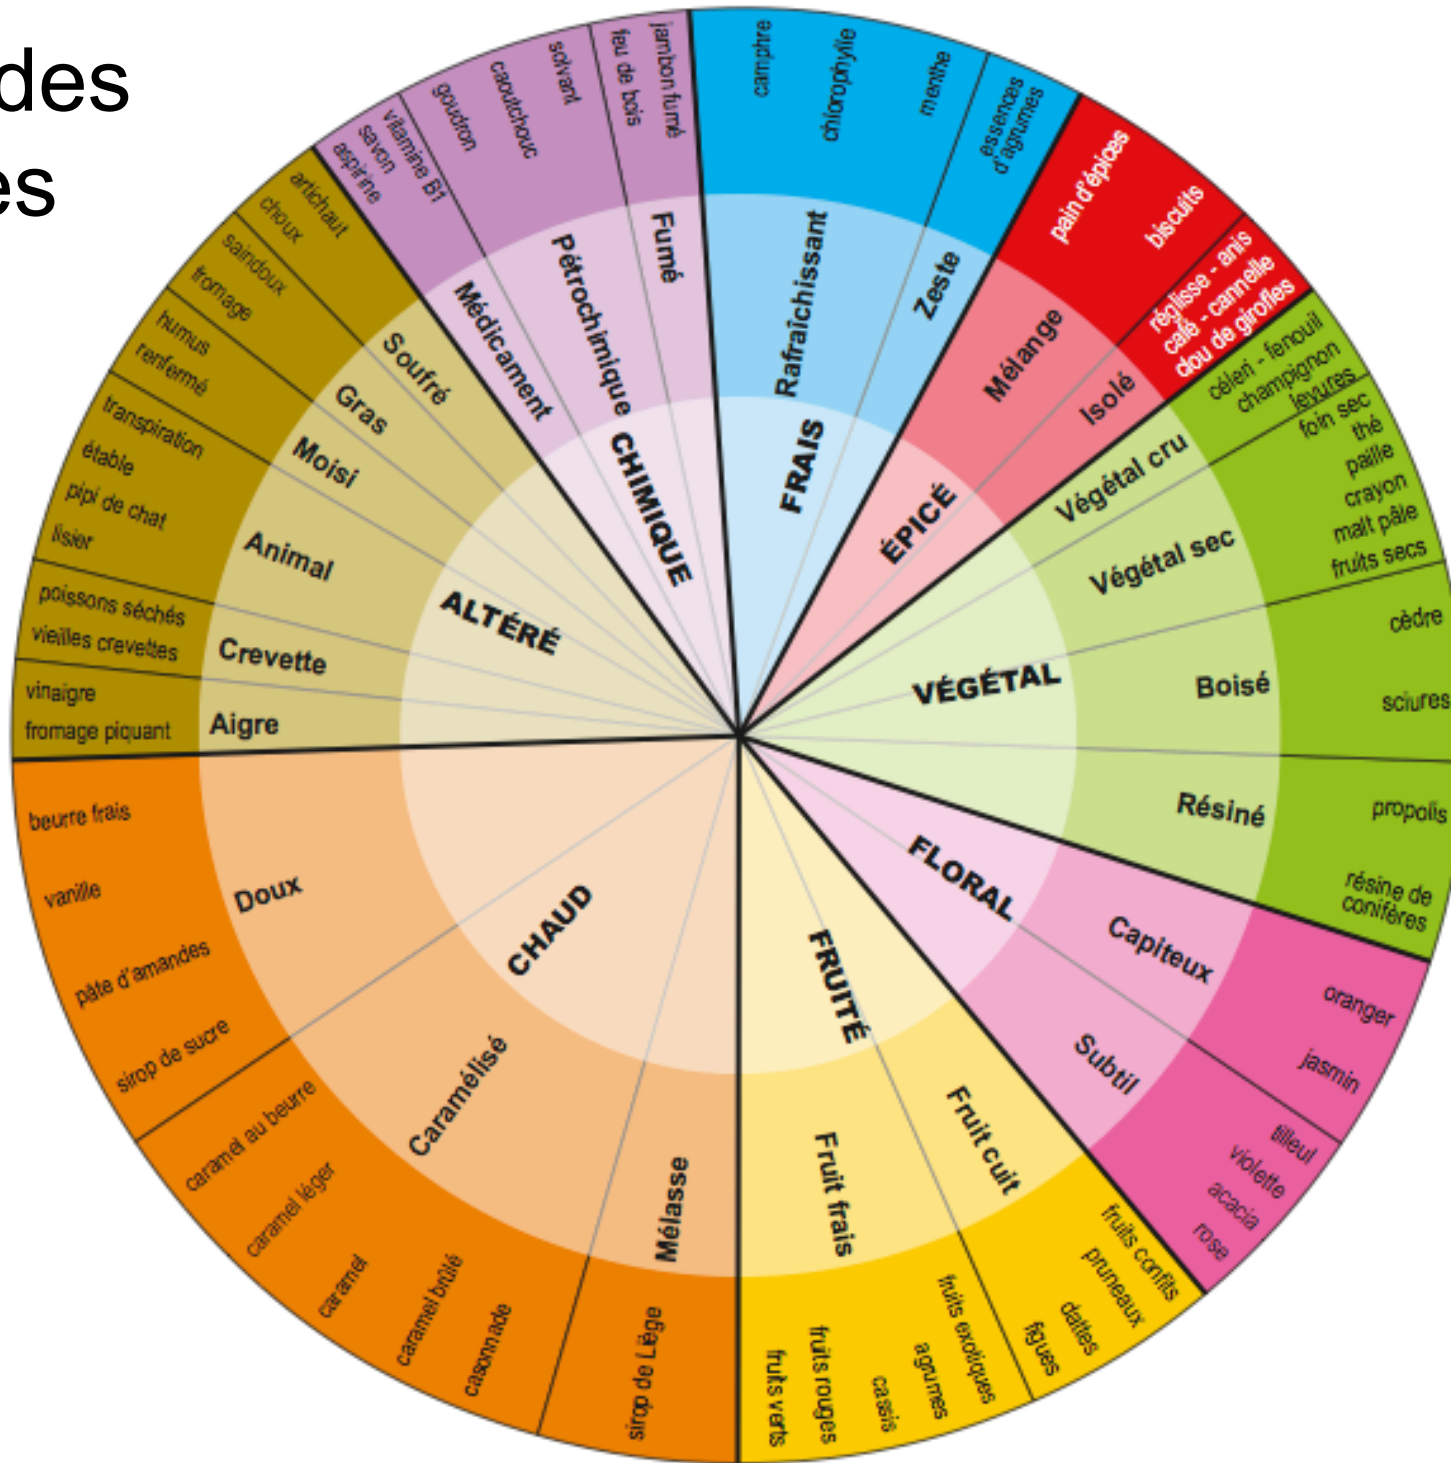 des
es
FRAIS
Rafraîchissant
camphre
chlorophylle
menthe
Zeste
essences
d'agrumes
ÉPICÉ
Mélange
pain d'épices
biscuits
Isolé
réglisse - anis
café - cannelle
clou de girofles
VÉGÉTAL
Végétal cru
céleri - fenouil
champignon
levures
Végétal sec
foin sec
thé
paille
crayon
malt pâle
fruits secs
Boisé
cèdre
sciures
Résiné
propolis
résine de
conifères
FLORAL
Capiteux
oranger
jasmin
Subtil
tilleul
violette
acacia
rose
FRUITÉ
Fruit cuit
fruits confits
pruneaux
dattes
figues
Fruit frais
fruits exotiques
agrumes
cassis
fruits rouges
fruits verts
CHAUD
Mélasse
sirop de Liège
Caramélisé
casonnade
caramel brûlé
caramel
caramel léger
caramel au beurre
Doux
sirop de sucre
pâte d'amandes
vanille
beurre frais
ALTÉRÉ
Aigre
fromage piquant
vinaigre
Crevette
vieilles crevettes
poissons séchés
Animal
lisier
pipi de chat
étable
transpiration
Moisi
renfermé
humus
Gras
fromage
saindoux
Soufré
choux
artichaut
CHIMIQUE
Médicament
aspirine
savon
vitamine B1
Pétrochimique
goudron
caoutchouc
solvant
Fumé
feu de bois
jambon fumé